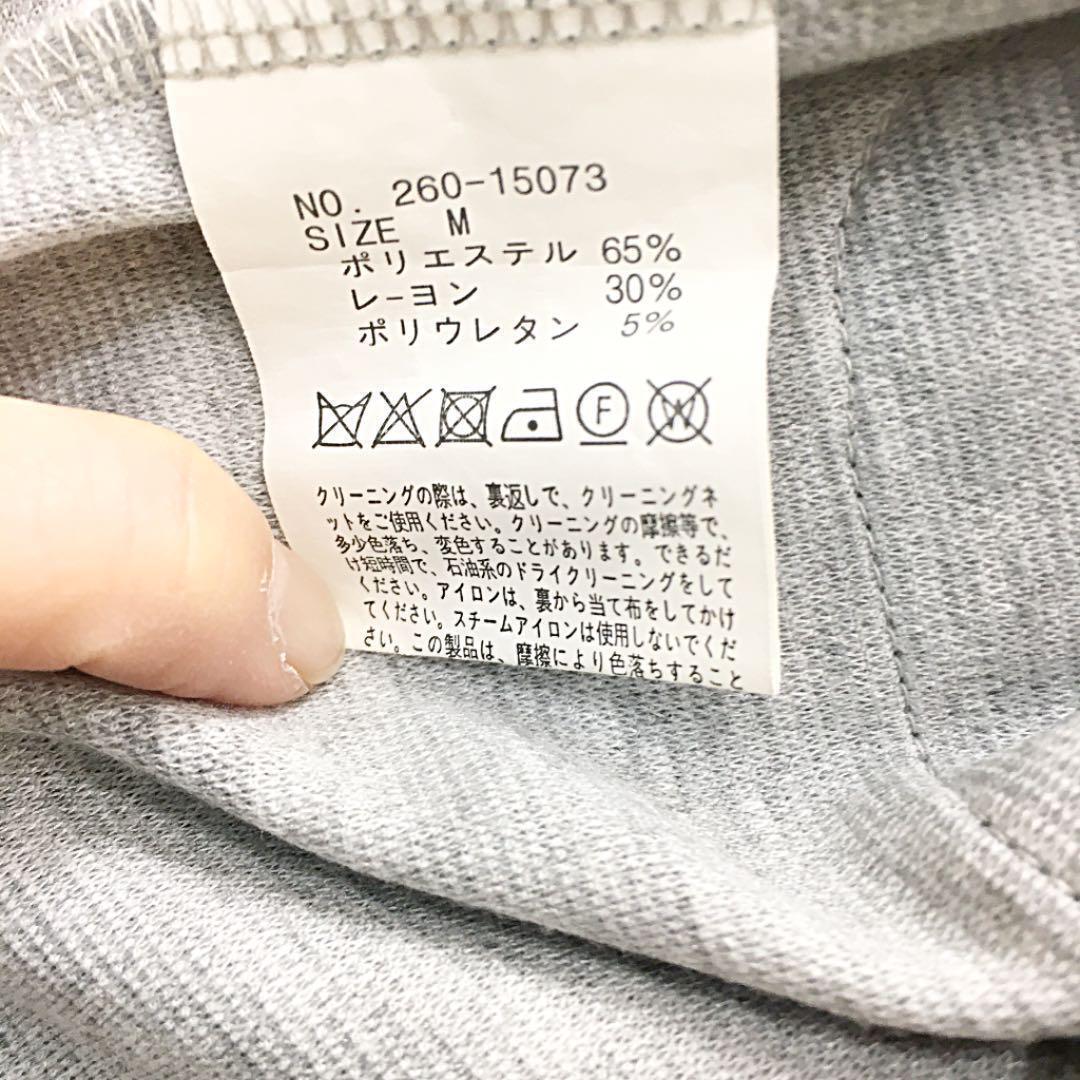 NO. 260-15073
SIZE M
ポリエステル 65%
レーヨン 30%
ポリウレタン 5%
F W
クリーニングの際は、裏返しで、クリーニングネ
ットをご使用ください。クリーニングの摩擦等で、
多少色落ち、変色することがあります。できるだ
け短時間で、石油系のドライクリーニングをして
ください。アイロンは、裏から当て布をしてかけ
てください。スチームアイロンは使用しないでくだ
さい。この製品は、摩擦により色落ちすること